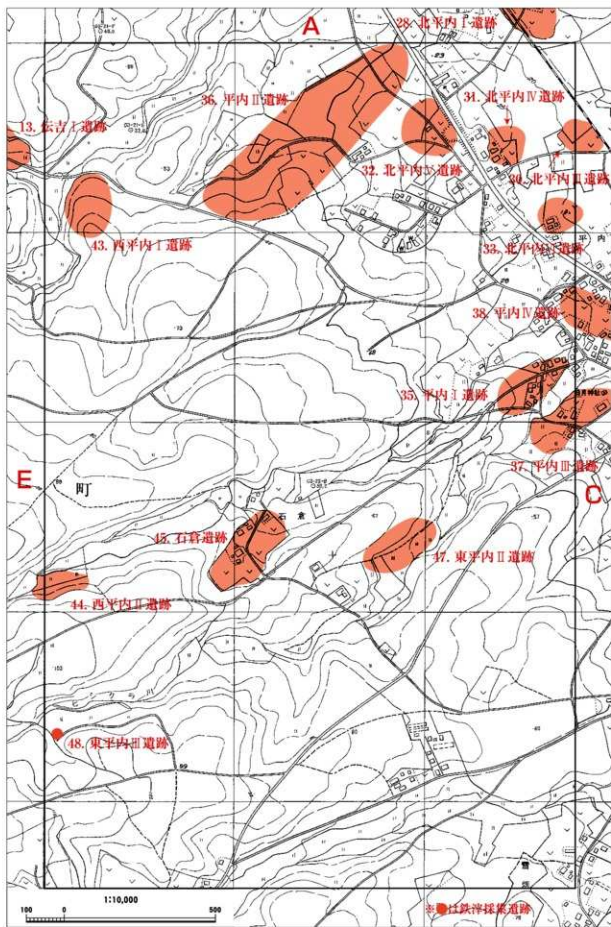 A
28. 北平内Ⅰ遺跡
36. 平内Ⅱ遺跡
31. 北平内Ⅳ遺跡
13. 伝吉Ⅰ遺跡
32. 北平内Ⅴ遺跡
30. 北平内Ⅲ遺跡
43. 西平内Ⅰ遺跡
平内
38. 平内Ⅳ遺跡
35. 平内Ⅰ遺跡
E
町
37. 平内Ⅲ遺跡
C
石倉
45. 石倉遺跡
47. 東平内Ⅱ遺跡
44. 西平内Ⅱ遺跡
48. 東平内Ⅲ遺跡
1:10,000
100 0 500
※●は鉄滓採集遺跡